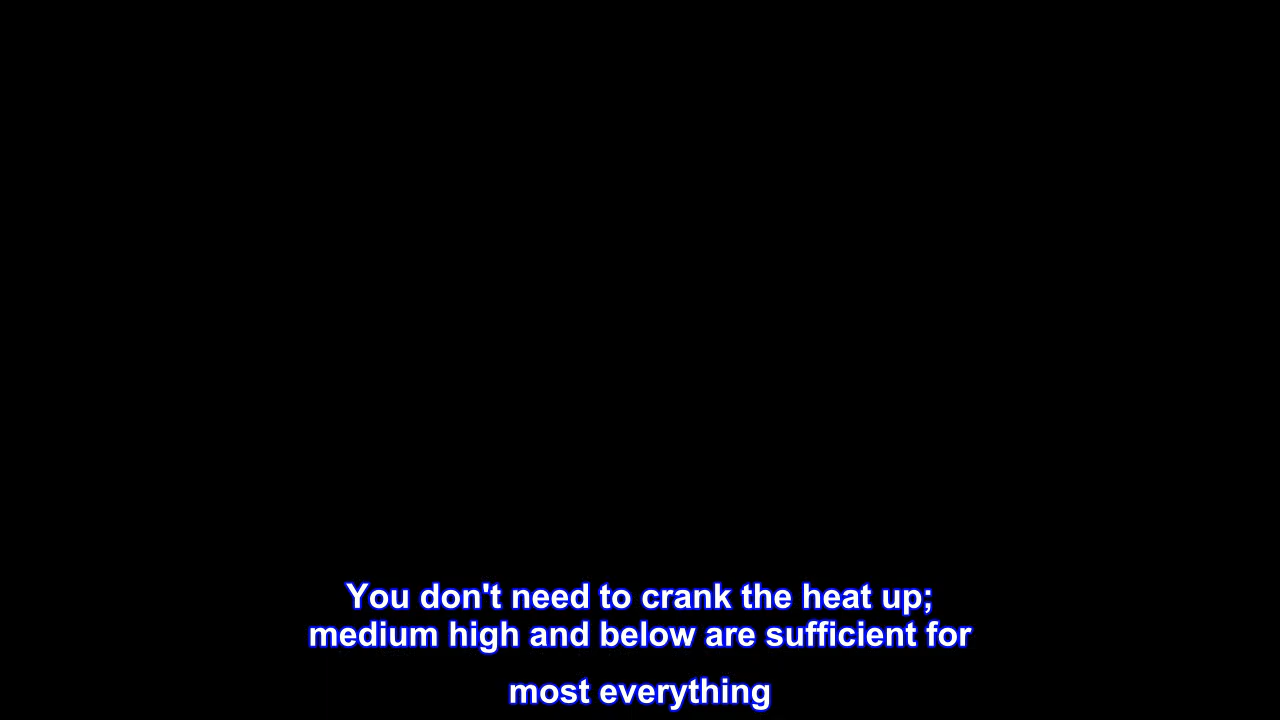 You don't need to crank the heat up;
medium high and below are sufficient for
most everything